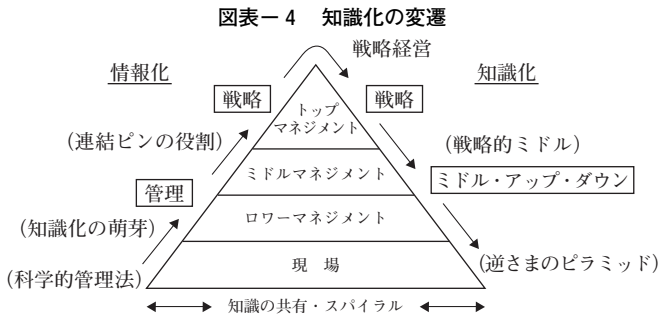 図表－4　知識化の変遷
戦略経営
情報化
知識化
戦略
戦略
トップ
マネジメント
(連結ピンの役割)
(戦略的ミドル)
ミドルマネジメント
ミドル・アップ・ダウン
管理
ロワーマネジメント
(知識化の萌芽)
現　場
(逆さまのピラミッド)
(科学的管理法)
知識の共有・スパイラル